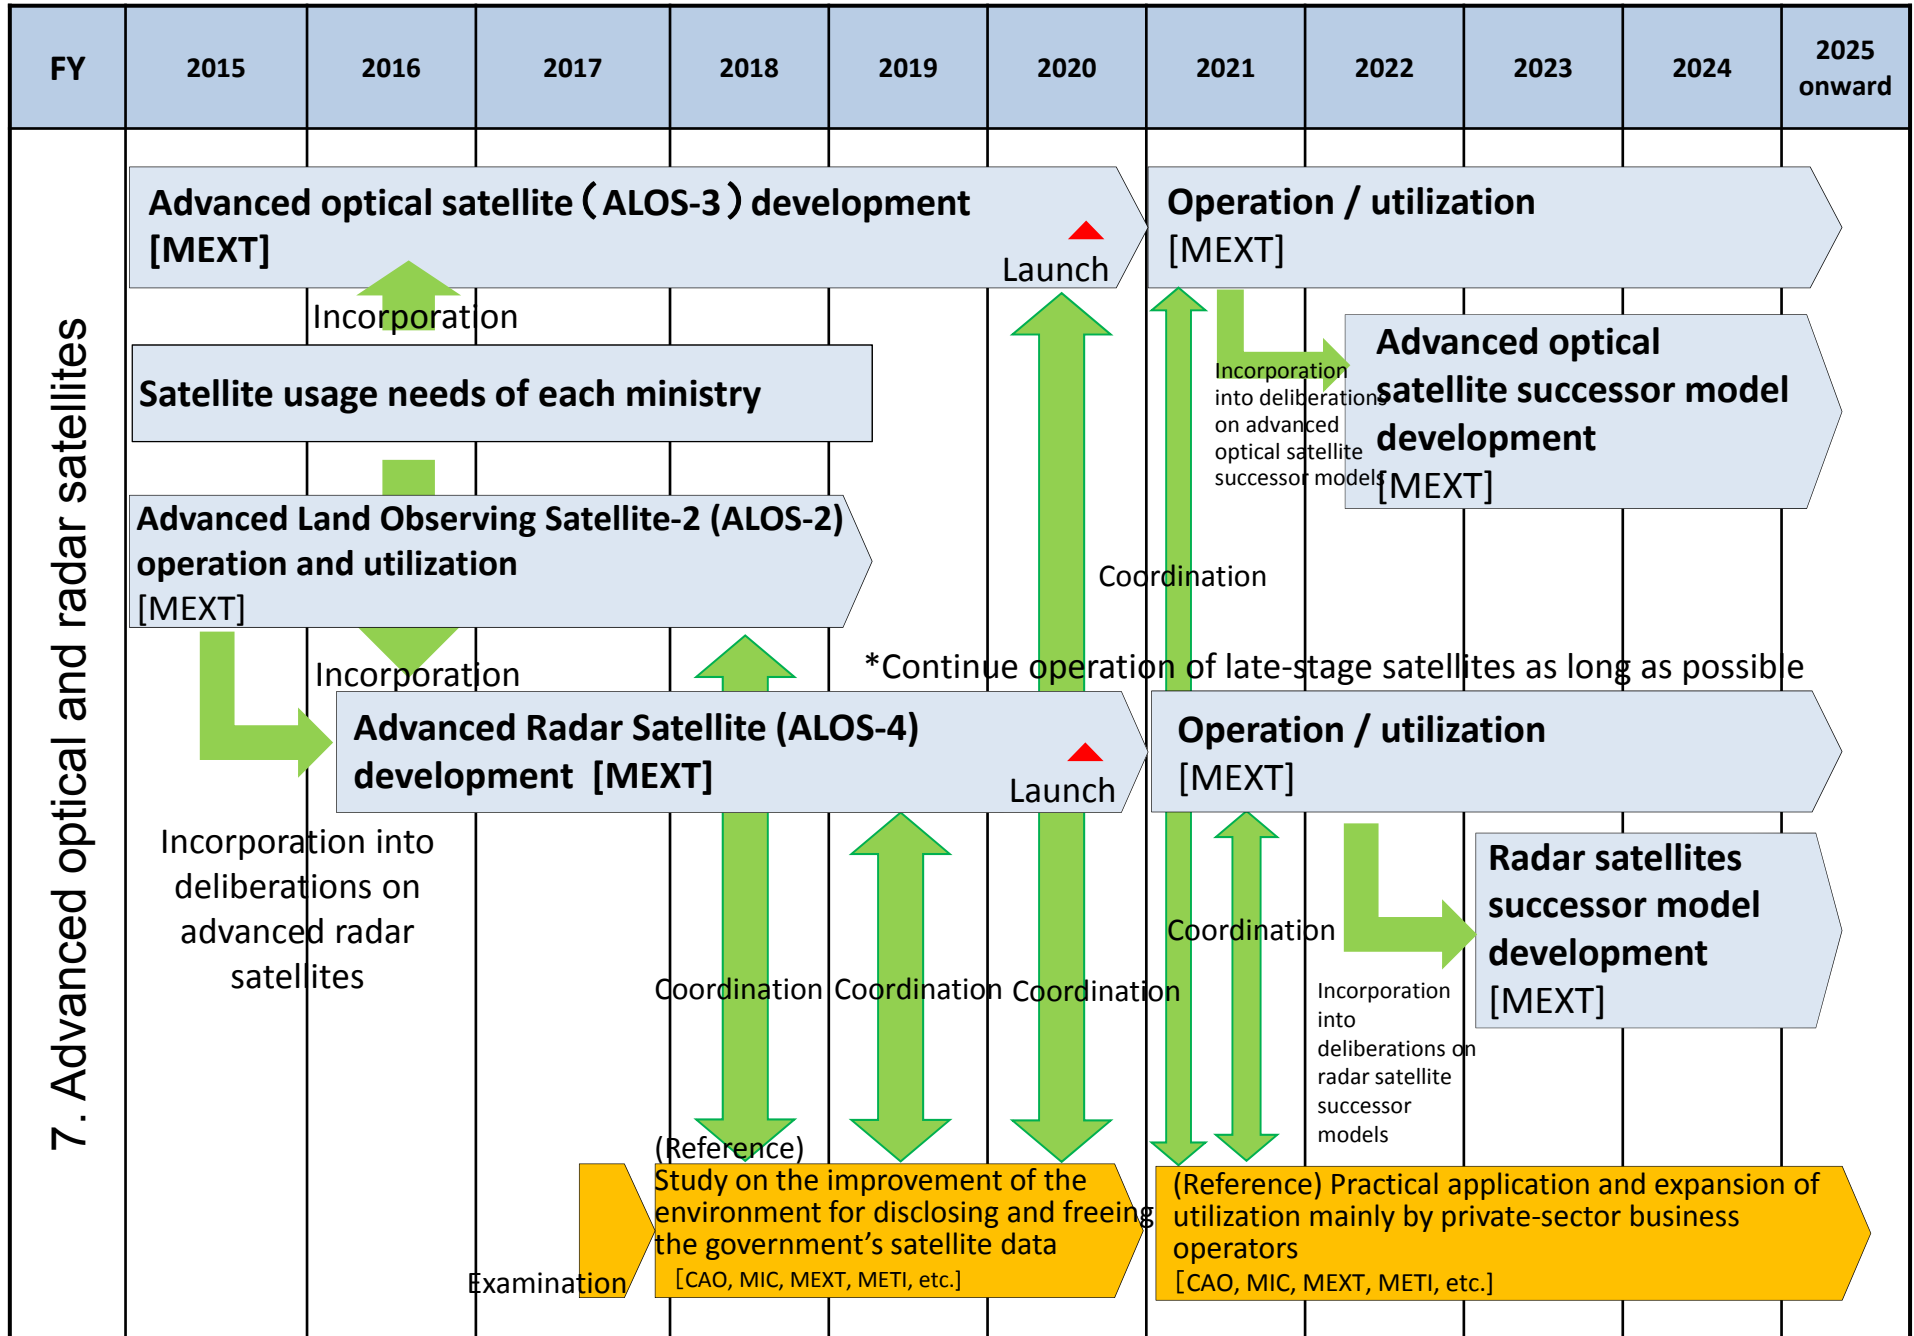 FY
2015
2016
2017
2018
2019
2020
2021
2022
2023
2024
2025
onward
7. Advanced optical and radar satellites
Advanced optical satellite（ALOS-3）development
[MEXT]
Launch
Operation / utilization
[MEXT]
Incorporation
Satellite usage needs of each ministry
Incorporation
into deliberations
on advanced
optical satellite
successor models
Advanced optical
satellite successor model
development
[MEXT]
Advanced Land Observing Satellite-2 (ALOS-2)
operation and utilization
[MEXT]
Coordination
Incorporation
*Continue operation of late-stage satellites as long as possible
Advanced Radar Satellite (ALOS-4)
development [MEXT]
Launch
Operation / utilization
[MEXT]
Incorporation into
deliberations on
advanced radar
satellites
Coordination
Coordination
Coordination
Coordination
Incorporation
into
deliberations on
radar satellite
successor
models
Radar satellites
successor model
development
[MEXT]
Examination
(Reference)
Study on the improvement of the
environment for disclosing and freeing
the government’s satellite data
［CAO, MIC, MEXT, METI, etc.］
(Reference) Practical application and expansion of
utilization mainly by private-sector business
operators
［CAO, MIC, MEXT, METI, etc.］